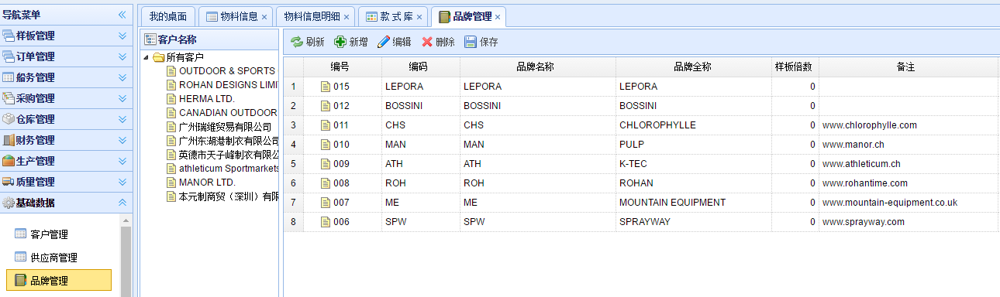 导航菜单
样板管理
订单管理
船务管理
采购管理
仓库管理
财务管理
生产管理
质量管理
基础数据
客户管理
供应商管理
品牌管理
我的桌面 物料信息 物料信息明细 款 式 库 品牌管理
客户名称
所有客户
OUTDOOR & SPORTS
ROHAN DESIGNS LIMI
HERMA LTD.
CANADIAN OUTDOOR
广州瑞维贸易有限公司
广州东湖港制衣有限公司
英德市天子峰制衣有限公
athleticum Sportmarkets
MANOR LTD.
本元制商贸（深圳）有限
刷新 新增 编辑 删除 保存
编号 编码 品牌名称 品牌全称 样板倍数 备注
1 015 LEPORA LEPORA LEPORA 0
2 012 BOSSINI BOSSINI BOSSINI 0
3 011 CHS CHS CHLOROPHYLLE 0 www.chlorophylle.com
4 010 MAN MAN PULP 0 www.manor.ch
5 009 ATH ATH K-TEC 0 www.athleticum.ch
6 008 ROH ROH ROHAN 0 www.rohantime.com
7 007 ME ME MOUNTAIN EQUIPMENT 0 www.mountain-equipment.co.uk
8 006 SPW SPW SPRAYWAY 0 www.sprayway.com